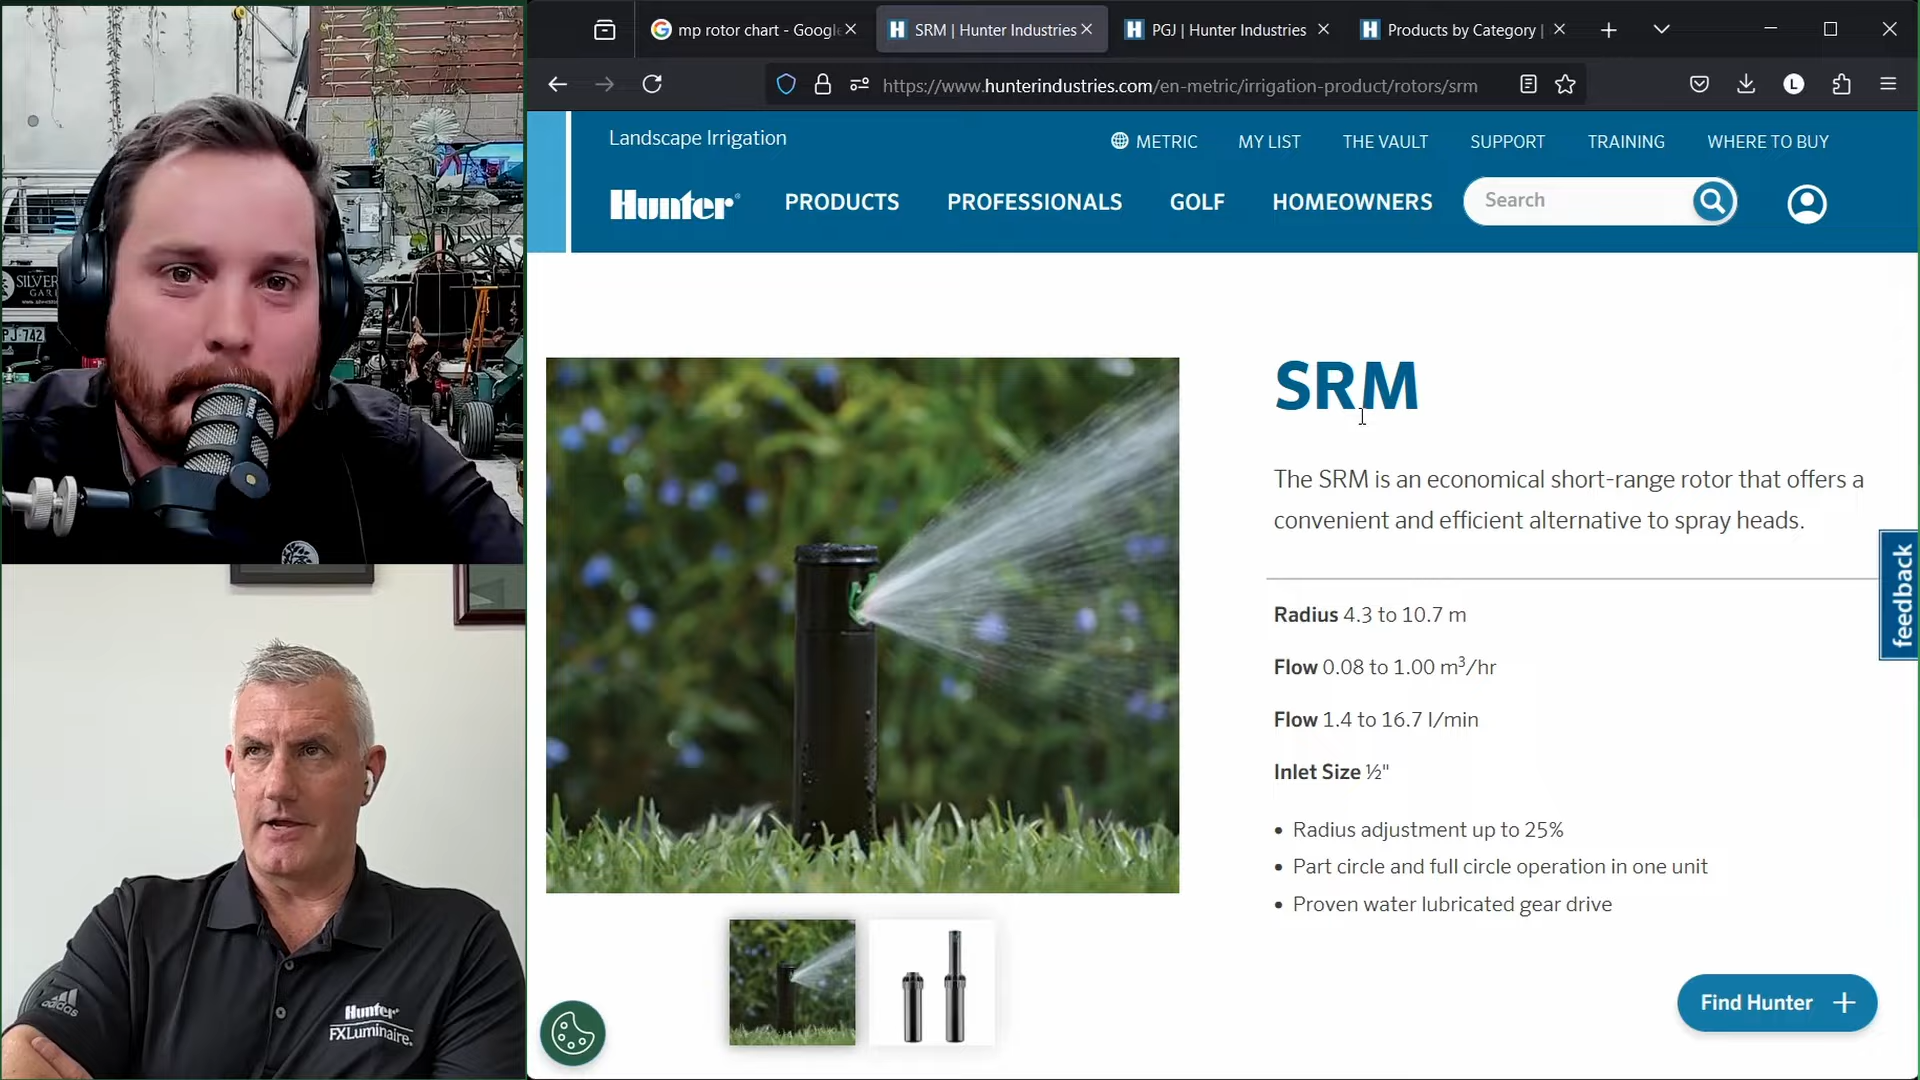 mp rotor chart - Googl
SRM | Hunter Industries
PGJ | Hunter Industries
Products by Category |
https://www.hunterindustries.com/en-metric/irrigation-product/rotors/srm
L
Landscape Irrigation
METRIC
MY LIST
THE VAULT
SUPPORT
TRAINING
WHERE TO BUY
Hunter®
PRODUCTS
PROFESSIONALS
GOLF
HOMEOWNERS
Search
SRM
The SRM is an economical short-range rotor that offers a
convenient and efficient alternative to spray heads.
Radius 4.3 to 10.7 m
Flow 0.08 to 1.00 m³/hr
Flow 1.4 to 16.7 l/min
Inlet Size ½"
• Radius adjustment up to 25%
• Part circle and full circle operation in one unit
• Proven water lubricated gear drive
feedback
Find Hunter +
SILVER
PJ-742
RODE
adidas
Hunter
FXLuminaire